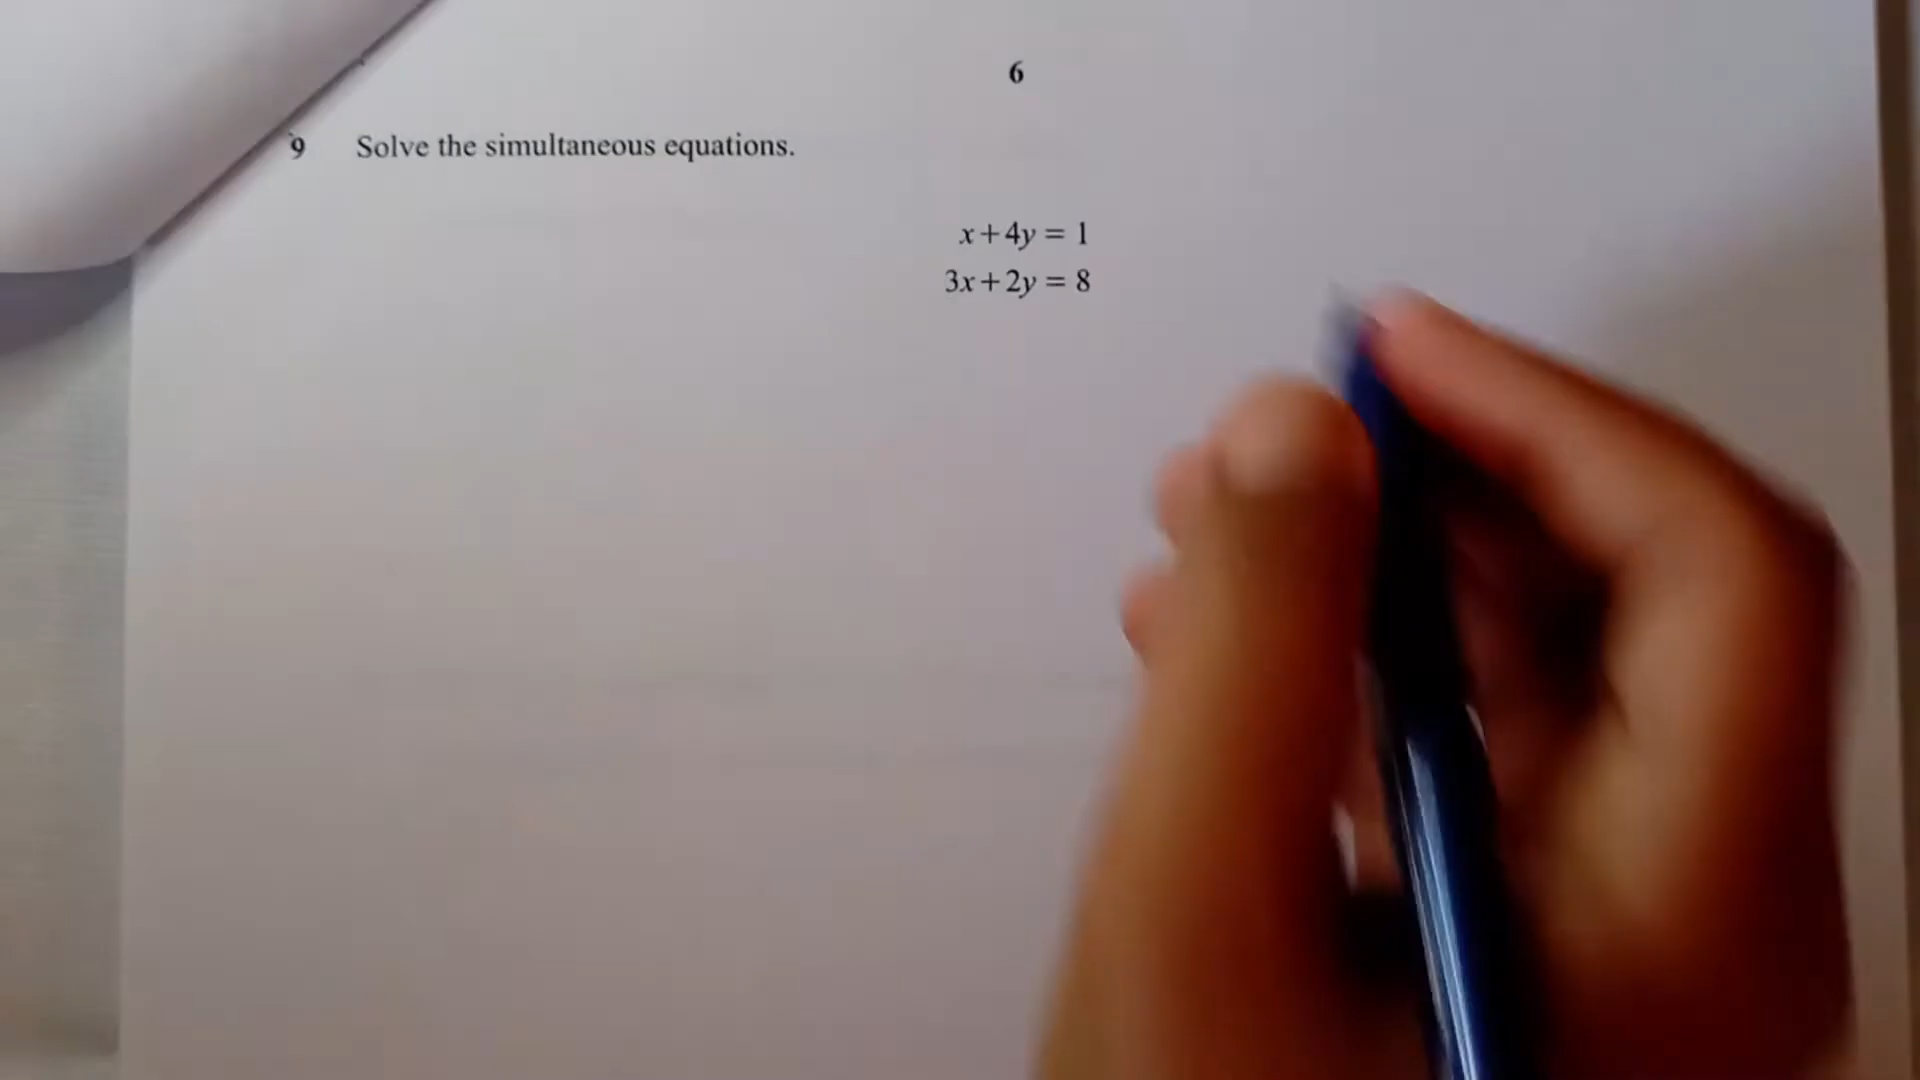 6
9 Solve the simultaneous equations.
x+4y = 1
3x+2y = 8